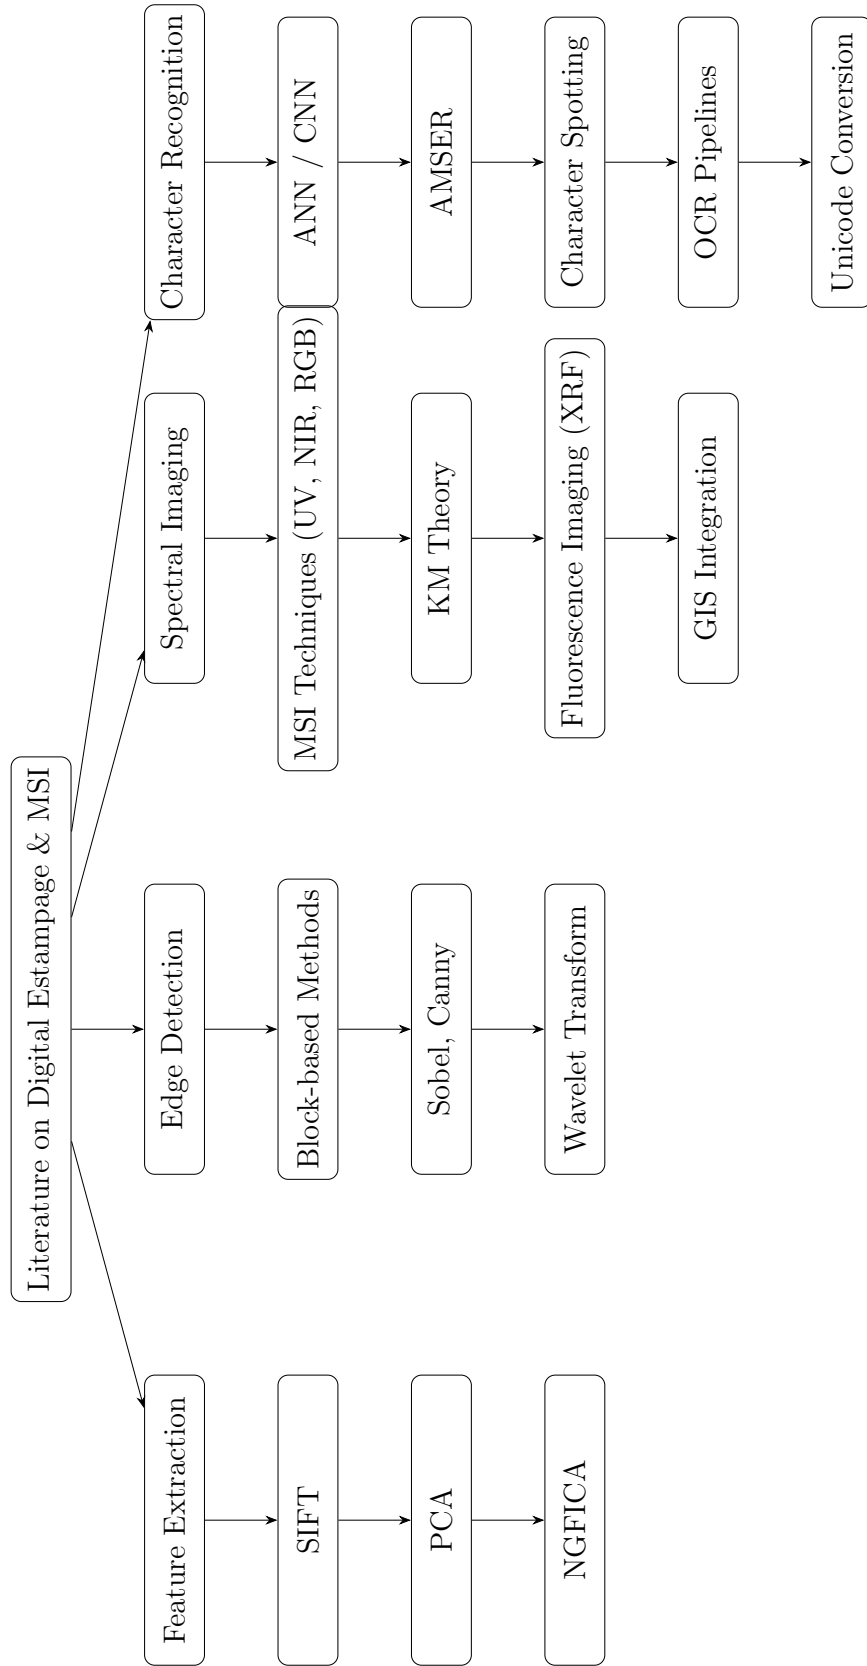 Literature on Digital Estampage & MSI
Feature Extraction
Edge Detection
Spectral Imaging
Character Recognition
SIFT
Block-based Methods
MSI Techniques (UV, NIR, RGB)
ANN / CNN
PCA
Sobel, Canny
KM Theory
AMSER
NGFICA
Wavelet Transform
Fluorescence Imaging (XRF)
Character Spotting
GIS Integration
OCR Pipelines
Unicode Conversion